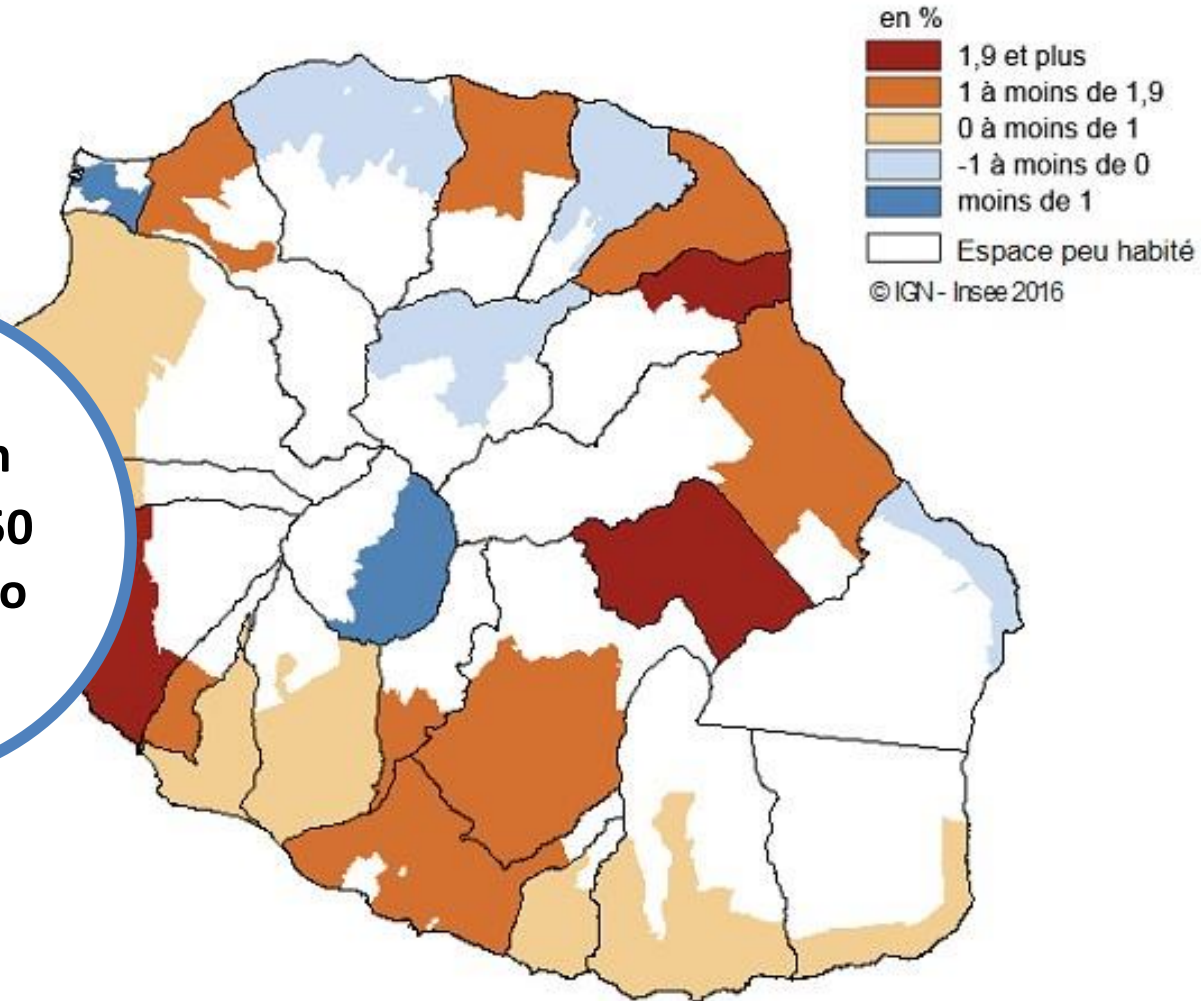 en %
1,9 et plus
1 à moins de 1,9
0 à moins de 1
-1 à moins de 0
moins de 1
Espace peu habité
© IGN - Insee 2016